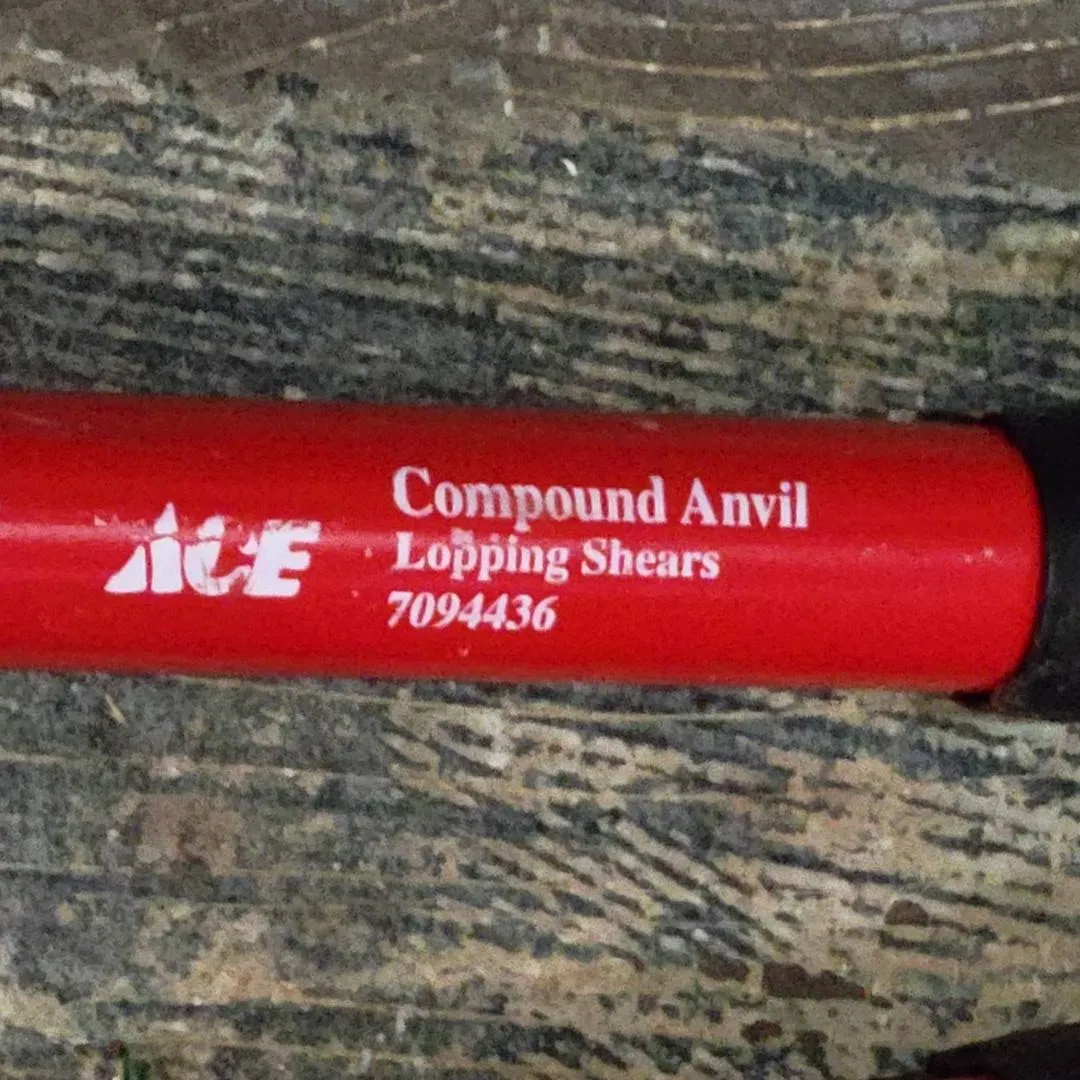 ACE
Compound Anvil
Lopping Shears
7094436